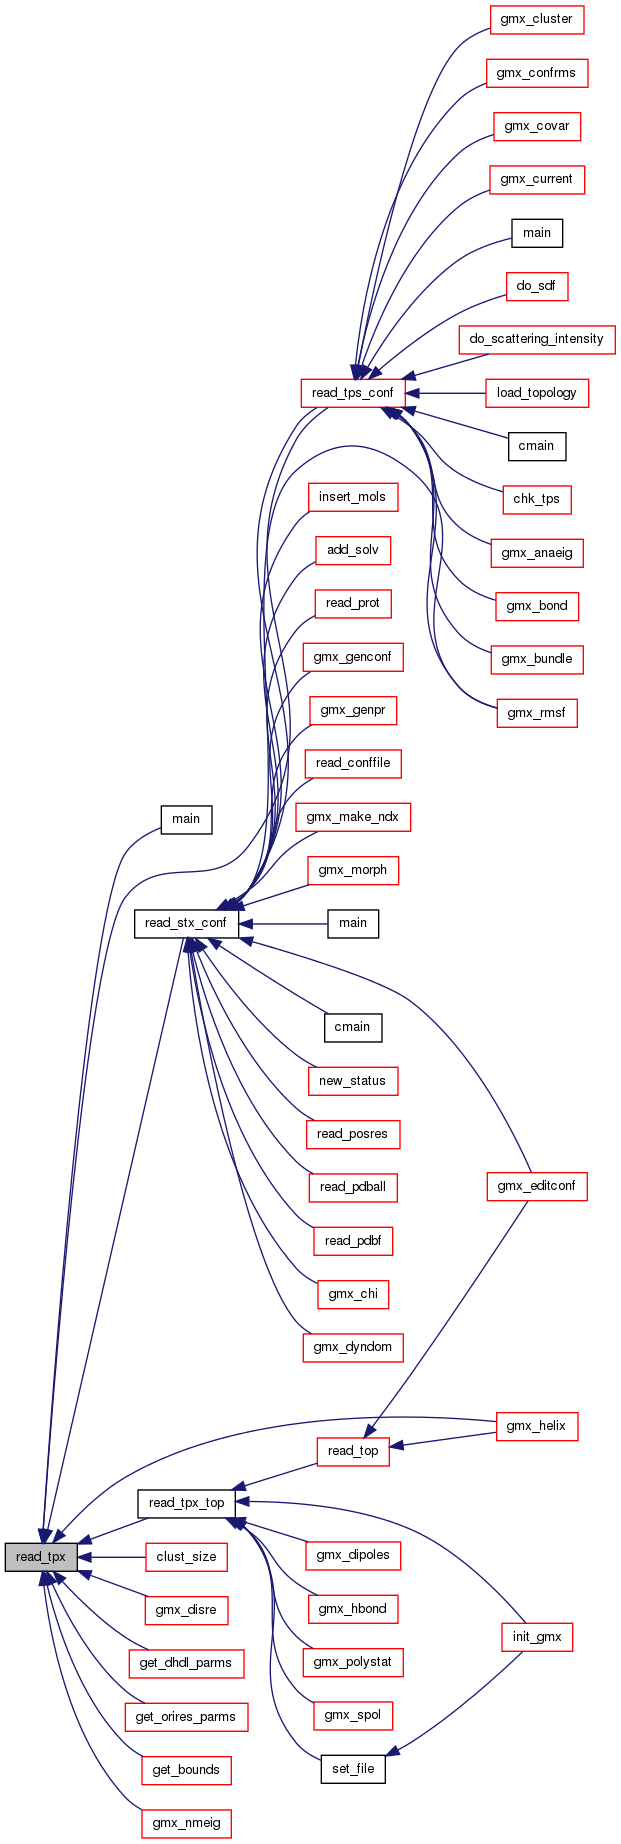 gmx_cluster
gmx_confrms
gmx_covar
gmx_current
main
do_sdf
do_scattering_intensity
read_tps_conf
load_topology
cmain
insert_mols
chk_tps
add_solv
gmx_anaeig
read_prot
gmx_bond
gmx_genconf
gmx_bundle
gmx_genpr
gmx_rmsf
read_conffile
main
gmx_make_ndx
gmx_morph
read_stx_conf
main
cmain
new_status
read_posres
read_pdball
gmx_editconf
read_pdbf
gmx_chi
gmx_dyndom
gmx_helix
read_top
read_tpx_top
read_tpx
clust_size
gmx_dipoles
gmx_disre
gmx_hbond
init_gmx
get_dhdl_parms
gmx_polystat
get_orires_parms
gmx_spol
get_bounds
set_file
gmx_nmeig